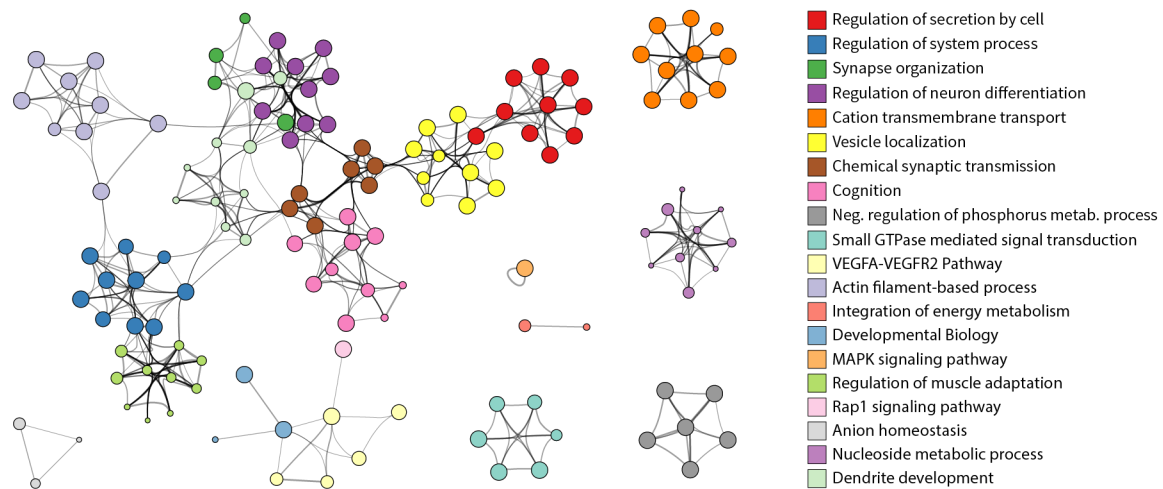 Regulation of secretion by cell
Regulation of system process
Synapse organization
Regulation of neuron differentiation
Cation transmembrane transport
Vesicle localization
Chemical synaptic transmission
Cognition
Neg. regulation of phosphorus metab. process
Small GTPase mediated signal transduction
VEGFA-VEGFR2 Pathway
Actin filament-based process
Integration of energy metabolism
Developmental Biology
MAPK signaling pathway
Regulation of muscle adaptation
Rap1 signaling pathway
Anion homeostasis
Nucleoside metabolic process
Dendrite development